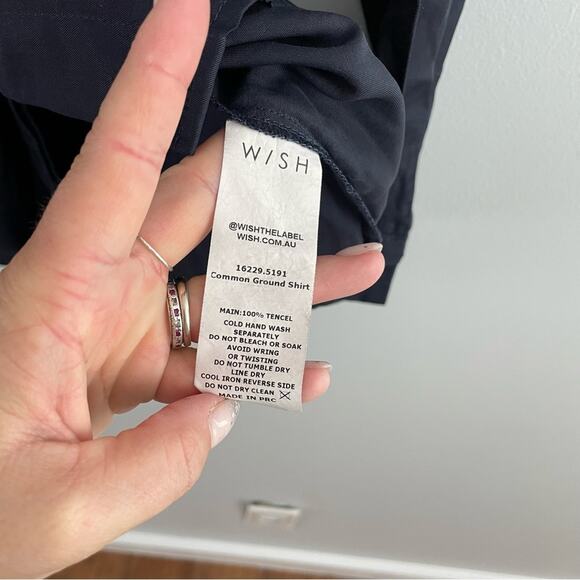 W/SH
@WISHTHELABEL
WISH.COM.AU
16229.5191
Common Ground Shirt
MAIN:100% TENCEL
COLD HAND WASH
SEPARATELY
DO NOT BLEACH OR SOAK
AVOID WRING
OR TWISTING
DO NOT TUMBLE DRY
LINE DRY
COOL IRON REVERSE SIDE
DO NOT DRY CLEAN
MADE IN PRC